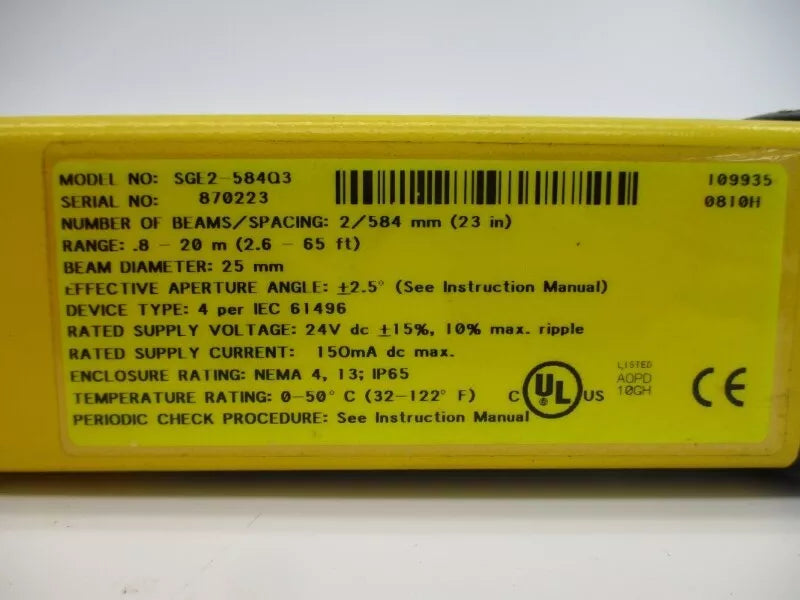 MODEL NO: SGE2-584Q3 109935
SERIAL NO: 870223 0810H
NUMBER OF BEAMS/SPACING: 2/584 mm (23 in)
RANGE: .8 - 20 m (2.6 - 65 ft)
BEAM DIAMETER: 25 mm
EFFECTIVE APERTURE ANGLE: ±2.5° (See Instruction Manual)
DEVICE TYPE: 4 per IEC 61496
RATED SUPPLY VOLTAGE: 24V dc ±15%, 10% max. ripple
RATED SUPPLY CURRENT: 150mA dc max.
ENCLOSURE RATING: NEMA 4, 13; IP65
TEMPERATURE RATING: 0-50° C (32-122° F)
PERIODIC CHECK PROCEDURE: See Instruction Manual
C UL US
®
LISTED
AOPD
10GH
CE